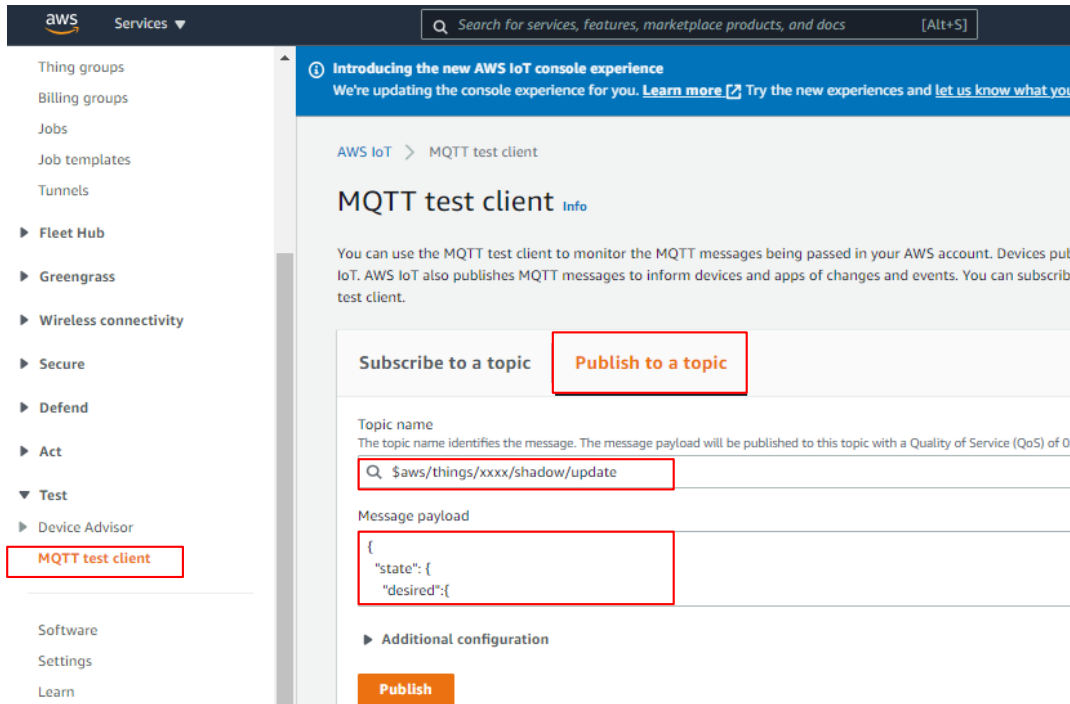 aws
Services
Search for services, features, marketplace products, and docs
[Alt+S]
Thing groups
Billing groups
Jobs
Job templates
Tunnels
Fleet Hub
Greengrass
Wireless connectivity
Secure
Defend
Act
Test
Device Advisor
MQTT test client
Software
Settings
Learn
Introducing the new AWS IoT console experience
We're updating the console experience for you. Learn more Try the new experiences and let us know what you
AWS IoT > MQTT test client
MQTT test client Info
You can use the MQTT test client to monitor the MQTT messages being passed in your AWS account. Devices pub
IoT. AWS IoT also publishes MQTT messages to inform devices and apps of changes and events. You can subscrib
test client.
Subscribe to a topic
Publish to a topic
Topic name
The topic name identifies the message. The message payload will be published to this topic with a Quality of Service (QoS) of 0
$aws/things/xxxx/shadow/update
Message payload
{
"state": {
"desired":{
Additional configuration
Publish